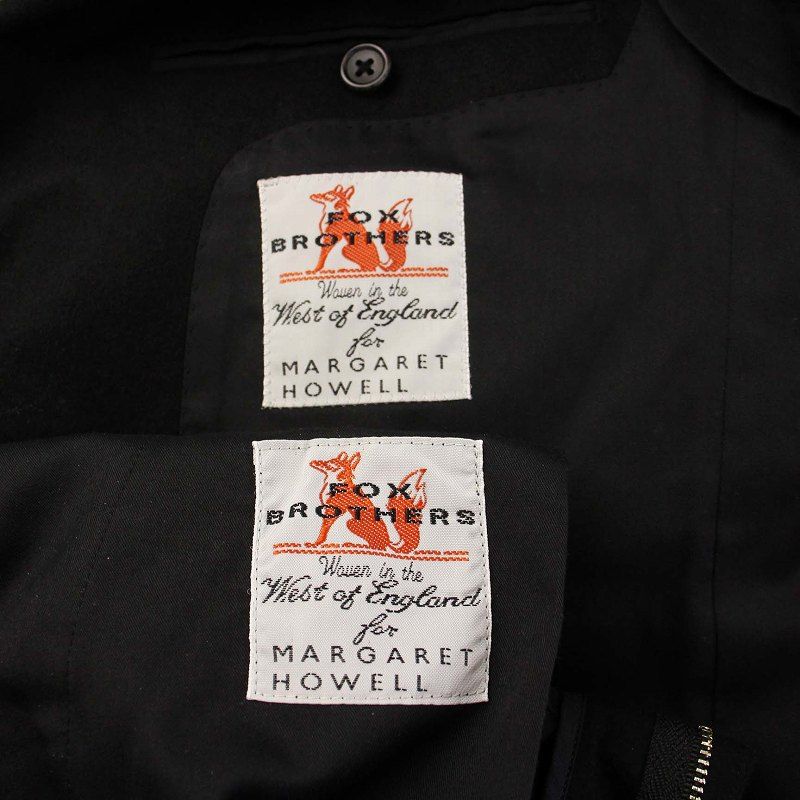 FOX
BROTHERS
Woven in the
West of England
for
MARGARET
HOWELL
FOX
BROTHERS
Woven in the
West of England
for
MARGARET
HOWELL